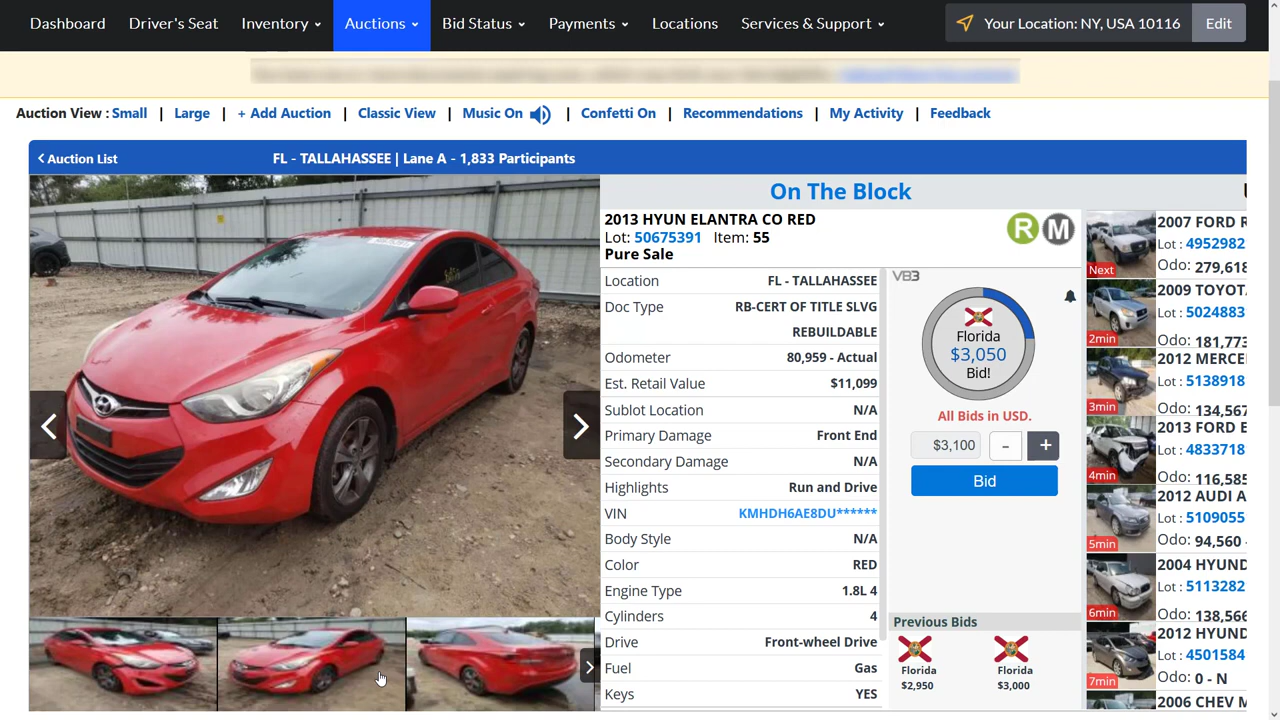 Dashboard Driver's Seat Inventory Auctions Bid Status Payments Locations Services & Support Your Location: NY, USA 10116 Edit
Auction View : Small | Large | + Add Auction | Classic View | Music On | Confetti On | Recommendations | My Activity | Feedback
Auction List FL - TALLAHASSEE | Lane A - 1,833 Participants
On The Block
2013 HYUN ELANTRA CO RED
Lot: 50675391 Item: 55
Pure Sale
R M
Location FL - TALLAHASSEE
Doc Type RB-CERT OF TITLE SLVG
REBUILDABLE
Odometer 80,959 - Actual
Est. Retail Value $11,099
Sublot Location N/A
Primary Damage Front End
Secondary Damage N/A
Highlights Run and Drive
VIN KMHDH6AE8DU******
Body Style N/A
Color RED
Engine Type 1.8L 4
Cylinders 4
Drive Front-wheel Drive
Fuel Gas
Keys YES
VB3
Florida
$3,050
Bid!
All Bids in USD.
$3,100 - +
Bid
Previous Bids
Florida Florida
$2,950 $3,000
2007 FORD R
Lot : 4952982
Next Odo: 279,618
2009 TOYOTA
Lot : 5024883
2min Odo: 181,773
2012 MERCE
Lot : 5138918
3min Odo: 134,567
2013 FORD E
Lot : 4833718
4min Odo: 116,585
2012 AUDI A
Lot : 5109055
5min Odo: 94,560 -
2004 HYUND
Lot : 5113282
6min Odo: 138,566
2012 HYUND
Lot : 4501584
7min Odo: 0 - N
2006 CHEV M